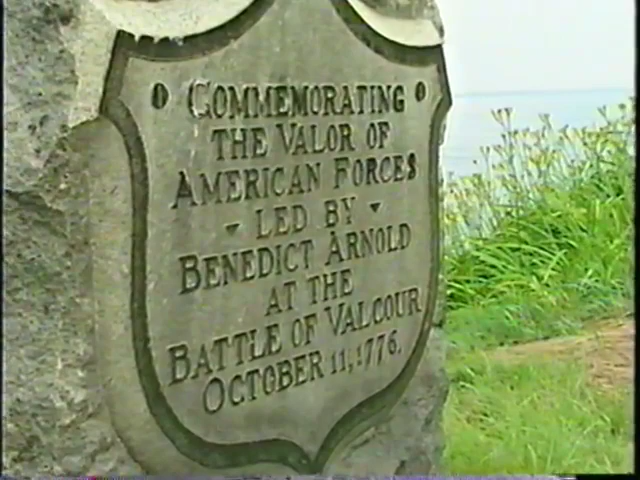 COMMEMORATING
THE VALOR OF
AMERICAN FORCES
LED BY
BENEDICT ARNOLD
AT THE
BATTLE OF VALCOUR
OCTOBER 11, 1776.